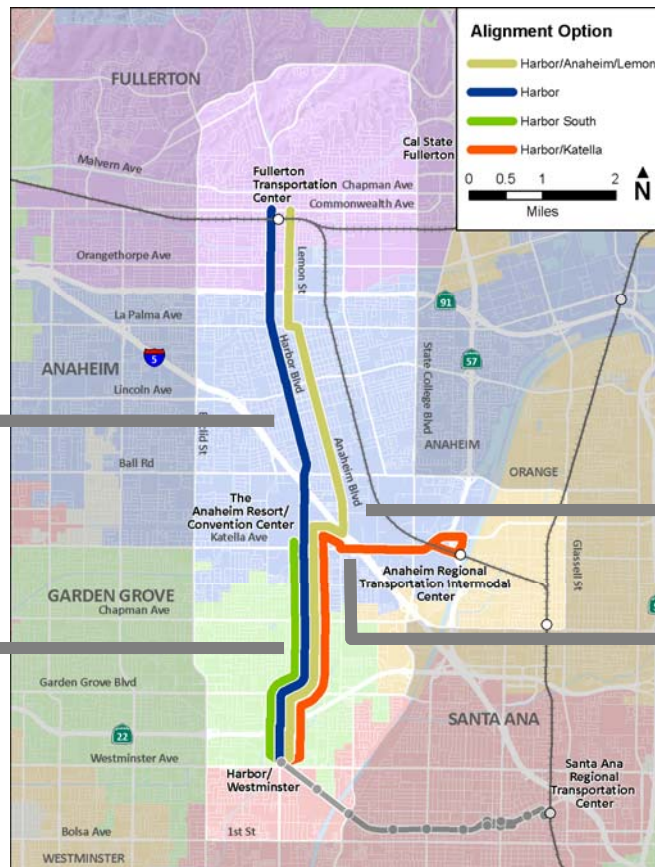 Alignment Option
Harbor/Anaheim/Lemon
Harbor
Harbor South
Harbor/Katella
0 0.5 1 2
Miles
N
FULLERTON
Cal State
Fullerton
Malvern Ave
Fullerton
Transportation
Center
Chapman Ave
Commonwealth Ave
Orangethorpe Ave
Lemon St
91
La Palma Ave
Harbor Blvd
State College Blvd
57
5
ANAHEIM
Lincoln Ave
Anaheim Blvd
ANAHEIM
Ball Rd
ORANGE
The
Anaheim Resort/
Convention Center
Katella Ave
Glassell St
Anaheim Regional
Transportation Intermodal
Center
GARDEN GROVE
Chapman Ave
Garden Grove Blvd
SANTA ANA
22
Westminster Ave
Harbor/
Westminster
Santa Ana
Regional
Transportation
Center
Bolsa Ave
1st St
WESTMINSTER